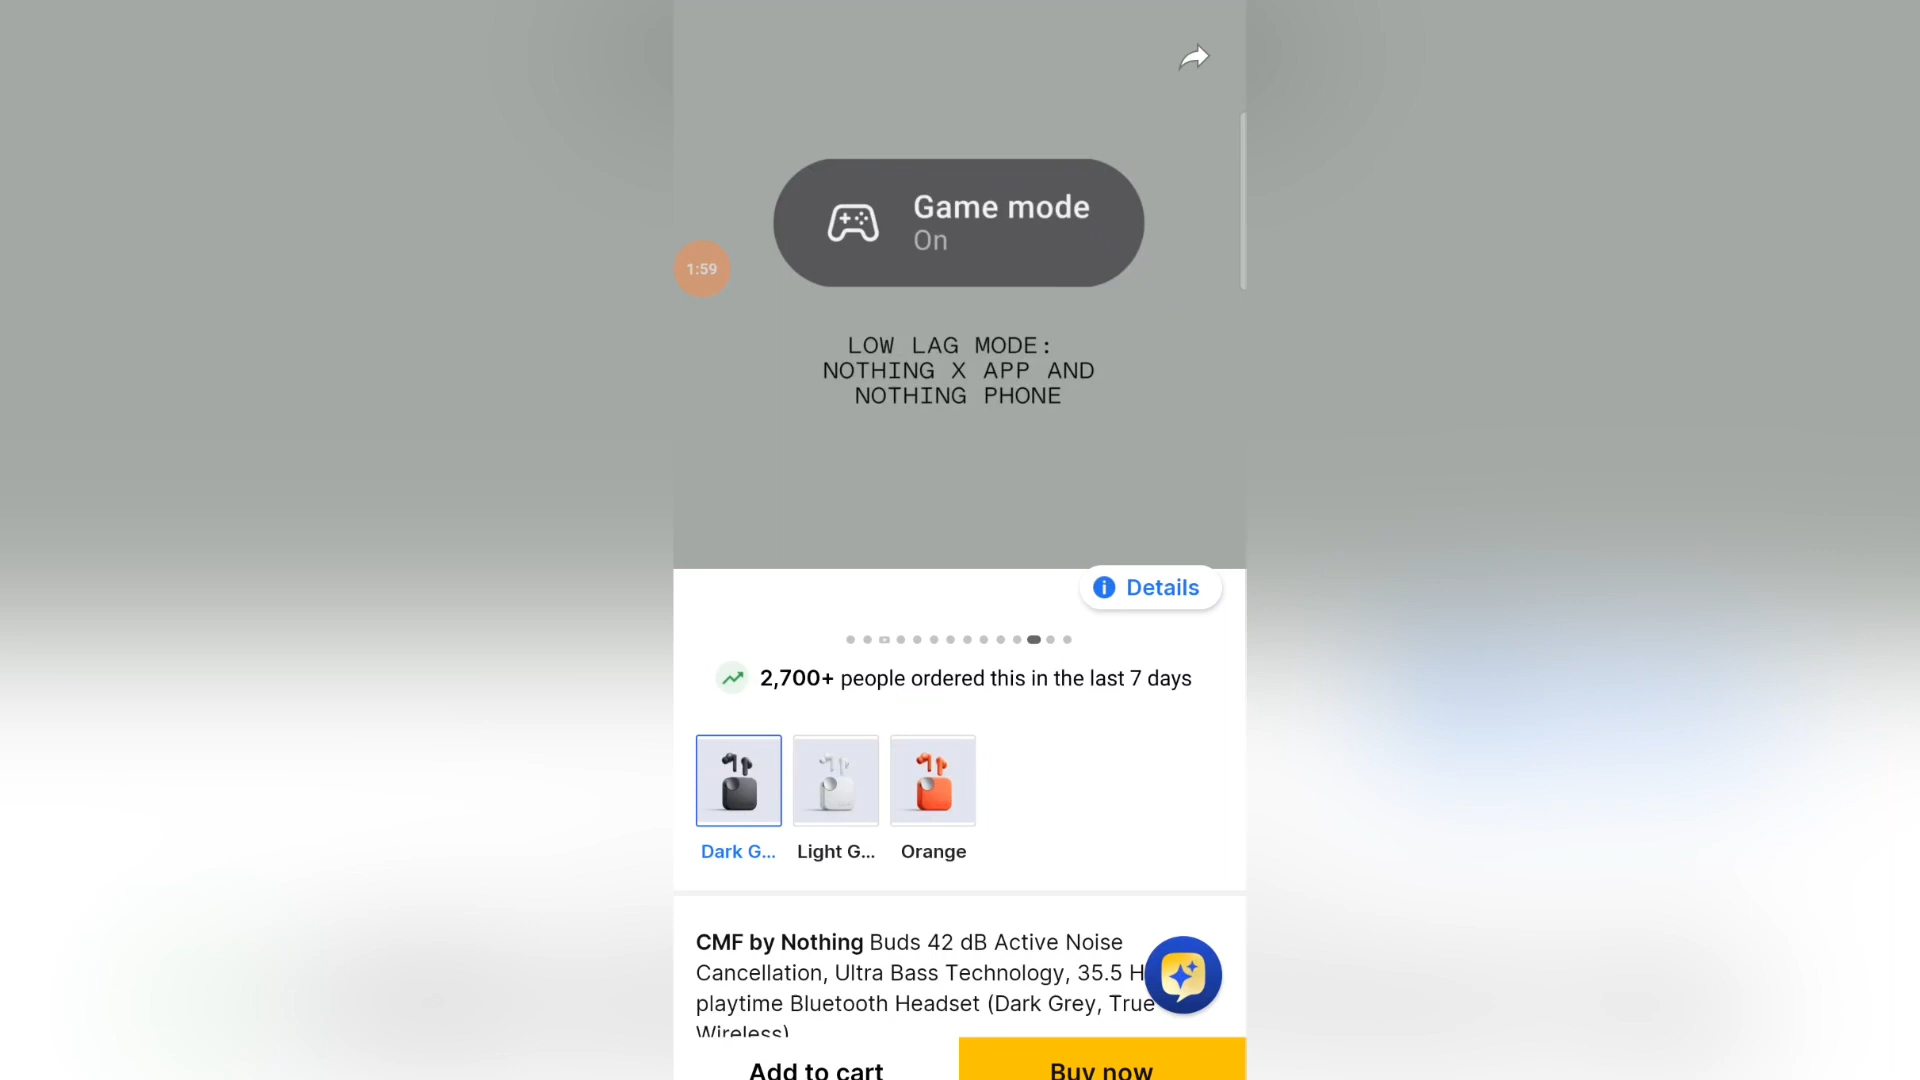 Game mode
On
1:59
LOW LAG MODE:
NOTHING X APP AND
NOTHING PHONE
Details
2,700+ people ordered this in the last 7 days
Dark G...
Light G...
Orange
CMF by Nothing Buds 42 dB Active Noise
Cancellation, Ultra Bass Technology, 35.5 H
playtime Bluetooth Headset (Dark Grey, True
Wireless)
Add to cart
Buy now